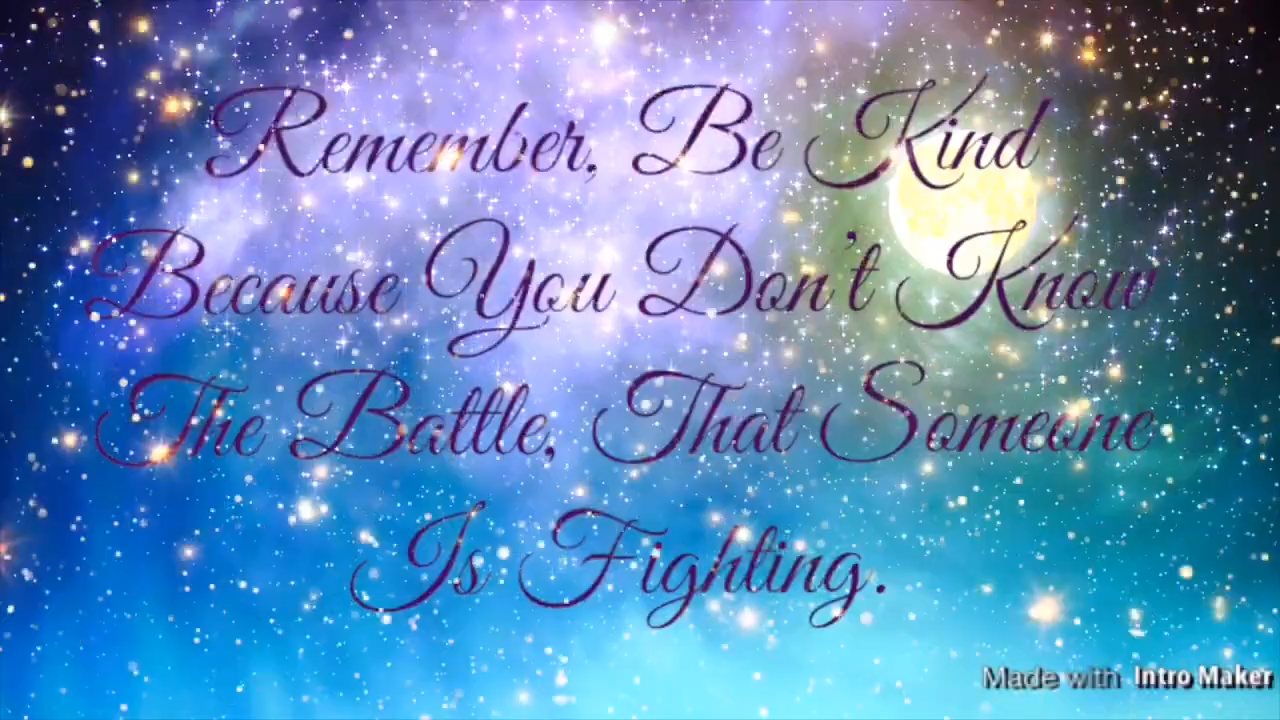 Remember, Be Kind
Because You Don't Know
The Battle, That Someone
Is Fighting.
Made with Intro Maker